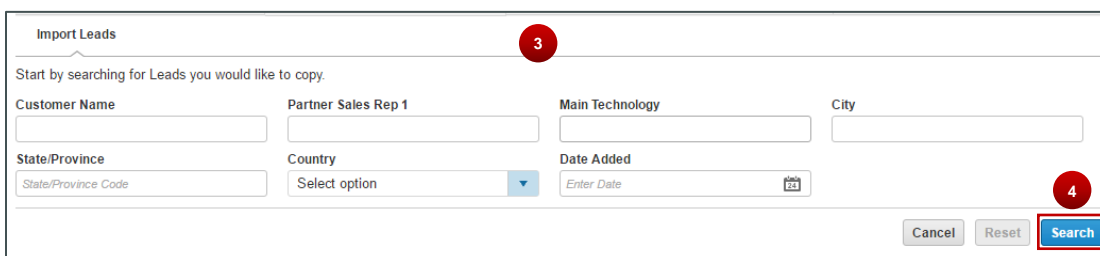 Import Leads
3
Start by searching for Leads you would like to copy.
Customer Name Partner Sales Rep 1 Main Technology City
State/Province Country Date Added
State/Province Code Select option Enter Date 24
4
Cancel Reset Search